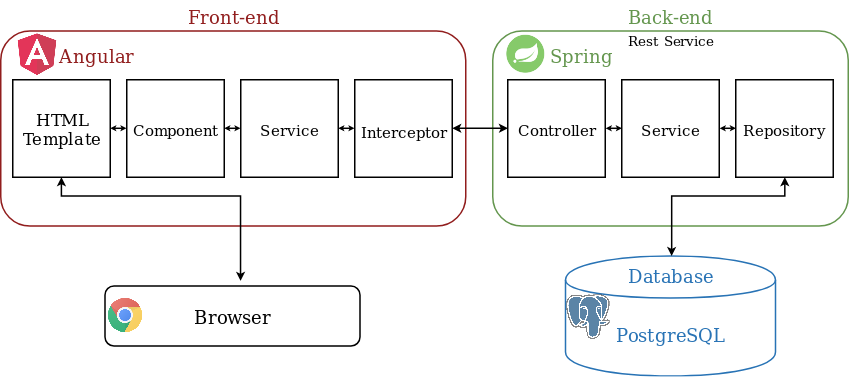 Front-end
Back-end
Angular
Rest Service
Spring
HTML
Template
Component
Service
Interceptor
Controller
Service
Repository
Browser
Database
PostgreSQL